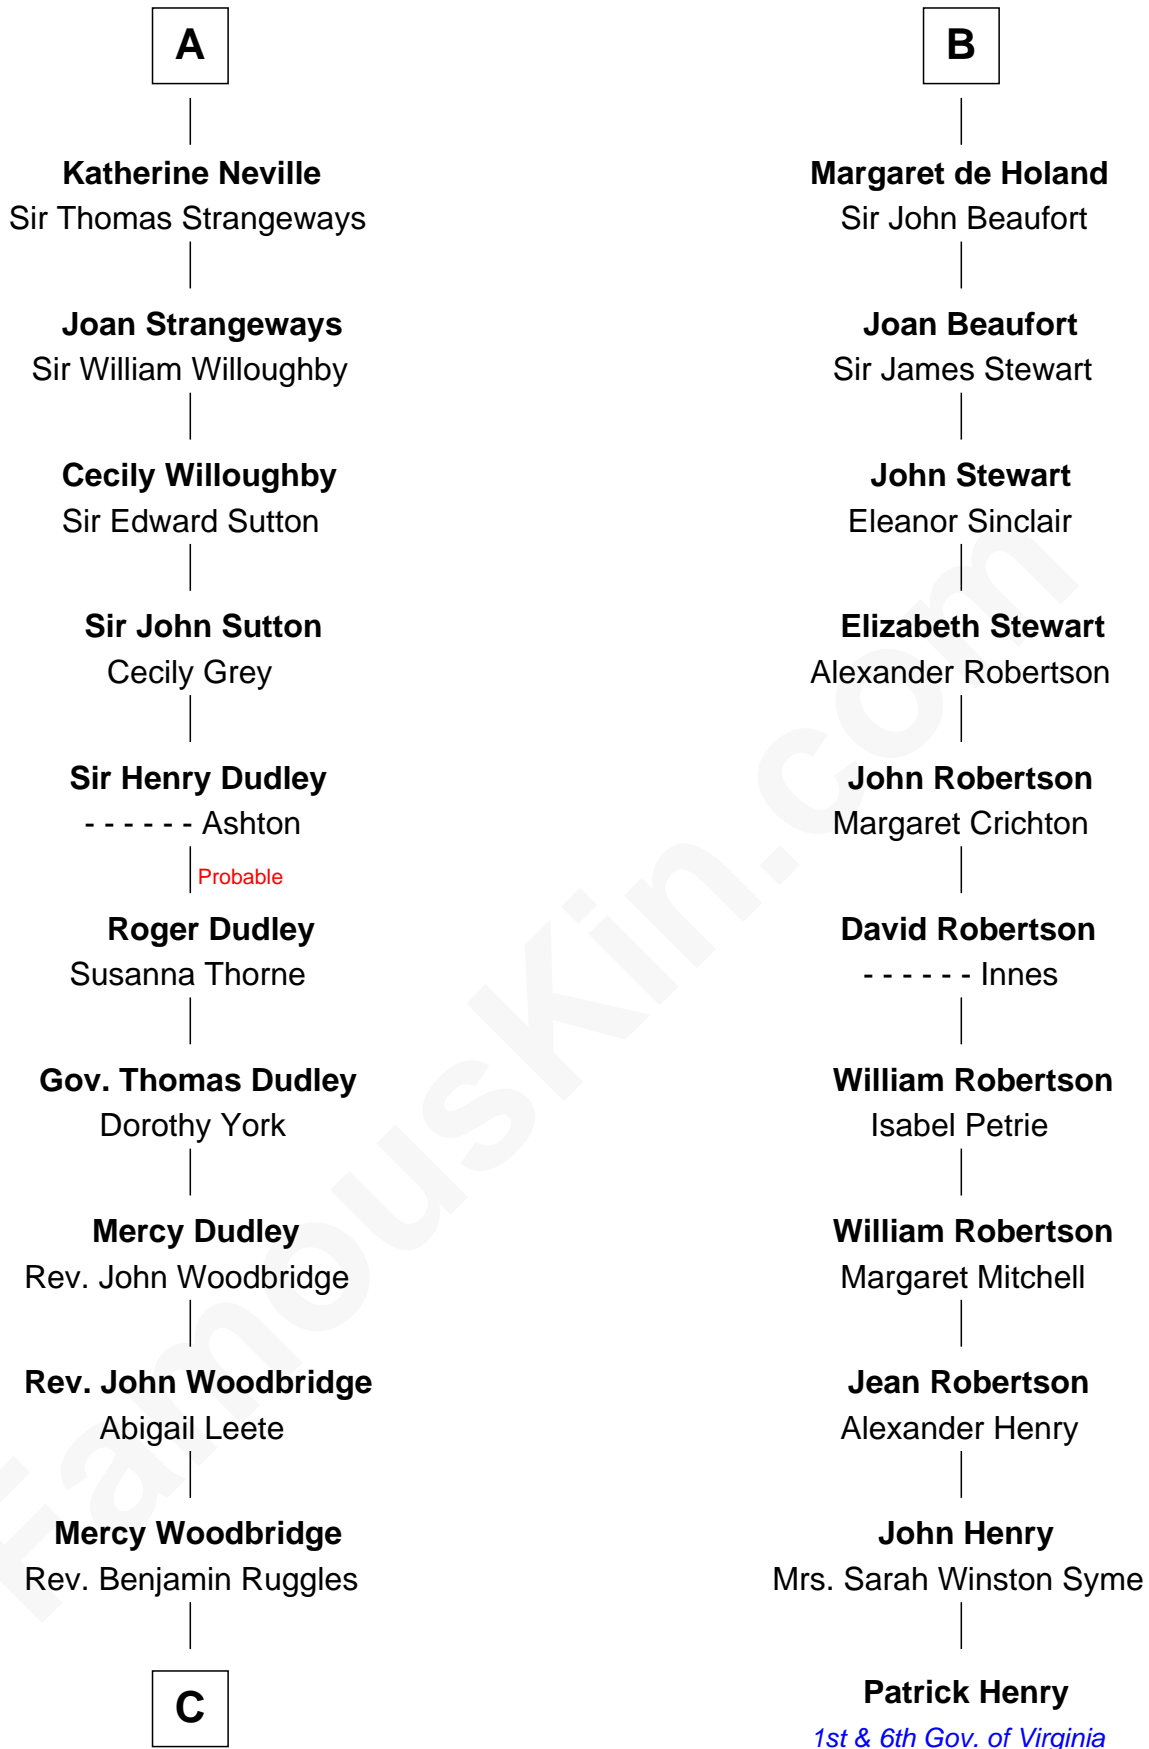 A
Katherine Neville
Sir Thomas Strangeways
Joan Strangeways
Sir William Willoughby
Cecily Willoughby
Sir Edward Sutton
Sir John Sutton
Cecily Grey
Sir Henry Dudley
- - - - - - Ashton
Probable
Roger Dudley
Susanna Thorne
Gov. Thomas Dudley
Dorothy York
Mercy Dudley
Rev. John Woodbridge
Rev. John Woodbridge
Abigail Leete
Mercy Woodbridge
Rev. Benjamin Ruggles
C
B
Margaret de Holand
Sir John Beaufort
Joan Beaufort
Sir James Stewart
John Stewart
Eleanor Sinclair
Elizabeth Stewart
Alexander Robertson
John Robertson
Margaret Crichton
David Robertson
- - - - - - Innes
William Robertson
Isabel Petrie
William Robertson
Margaret Mitchell
Jean Robertson
Alexander Henry
John Henry
Mrs. Sarah Winston Syme
Patrick Henry
1st & 6th Gov. of Virginia
FamousKin.com